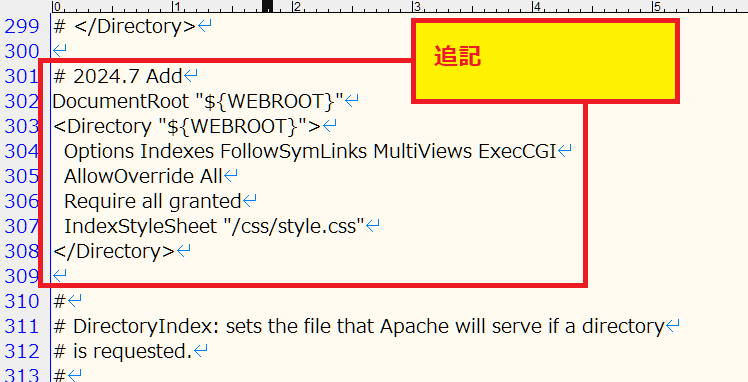 0 1 2 3 4 5
299 # </Directory>↵
300 ↵
追記
301 # 2024.7 Add↵
302 DocumentRoot "${WEBROOT}"↵
303 <Directory "${WEBROOT}">↵
304   Options Indexes FollowSymLinks MultiViews ExecCGI↵
305   AllowOverride All↵
306   Require all granted↵
307   IndexStyleSheet "/css/style.css"↵
308 </Directory>↵
309 ↵
310 #↵
311 # DirectoryIndex: sets the file that Apache will serve if a directory↵
312 # is requested.↵
313 #↵